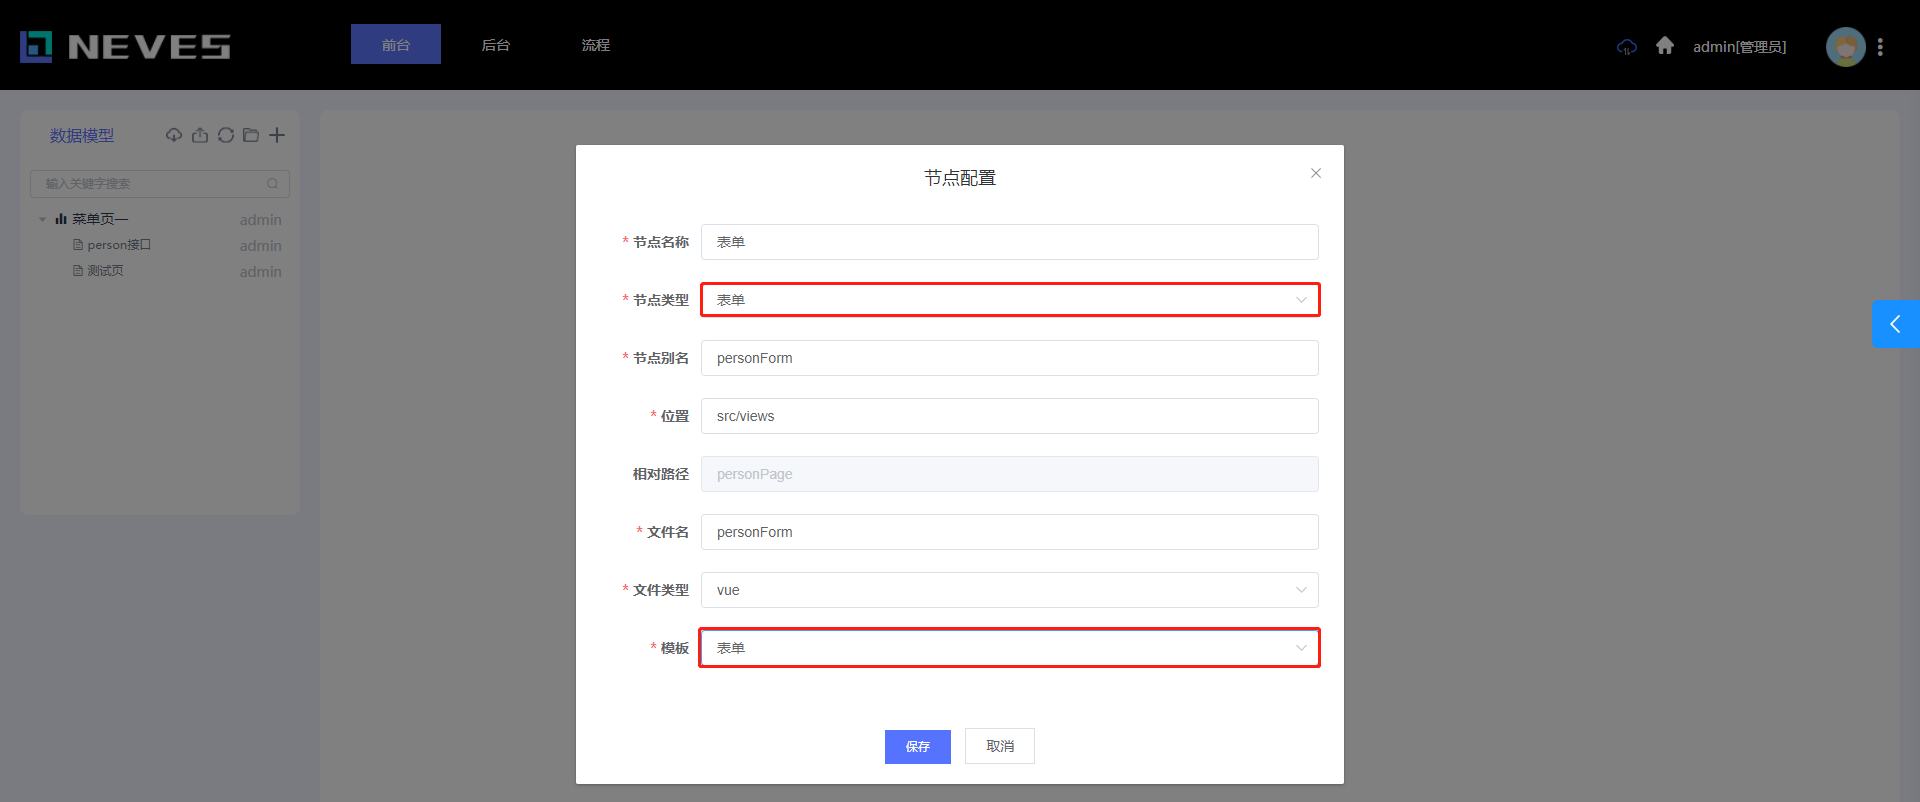 NEVES
前台
后台
流程
admin[管理员]
数据模型
输入关键字搜索
菜单页一 admin
person接口 admin
测试页 admin
节点配置
* 节点名称 表单
* 节点类型 表单
* 节点别名 personForm
* 位置 src/views
相对路径 personPage
* 文件名 personForm
* 文件类型 vue
* 模板 表单
保存
取消